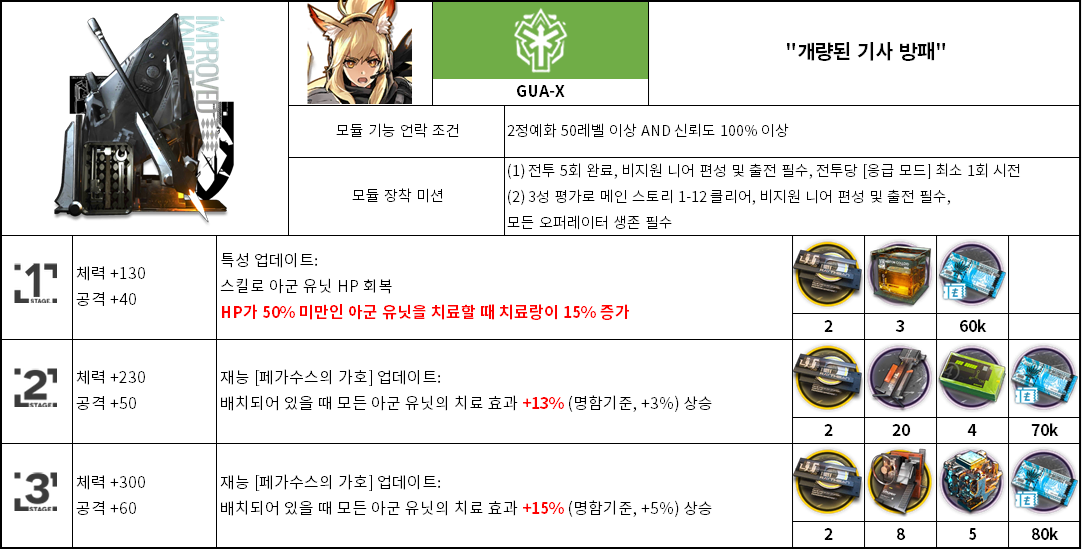 IMPROVED
KNIG
GUA-X
"개량된 기사 방패"
모듈 기능 언락 조건
2정예화 50레벨 이상 AND 신뢰도 100% 이상
모듈 장착 미션
(1) 전투 5회 완료, 비지원 니어 편성 및 출전 필수, 전투당 [응급 모드] 최소 1회 시전
(2) 3성 평가로 메인 스토리 1-12 클리어, 비지원 니어 편성 및 출전 필수,
모든 오퍼레이터 생존 필수
1 STAGE.
체력 +130
공격 +40
특성 업데이트:
스킬로 아군 유닛 HP 회복
HP가 50% 미만인 아군 유닛을 치료할 때 치료량이 15% 증가
2
3
60k
2 STAGE.
체력 +230
공격 +50
재능 [페가수스의 가호] 업데이트:
배치되어 있을 때 모든 아군 유닛의 치료 효과 +13% (명함기준, +3%) 상승
2
20
4
70k
3 STAGE.
체력 +300
공격 +60
재능 [페가수스의 가호] 업데이트:
배치되어 있을 때 모든 아군 유닛의 치료 효과 +15% (명함기준, +5%) 상승
2
8
5
80k